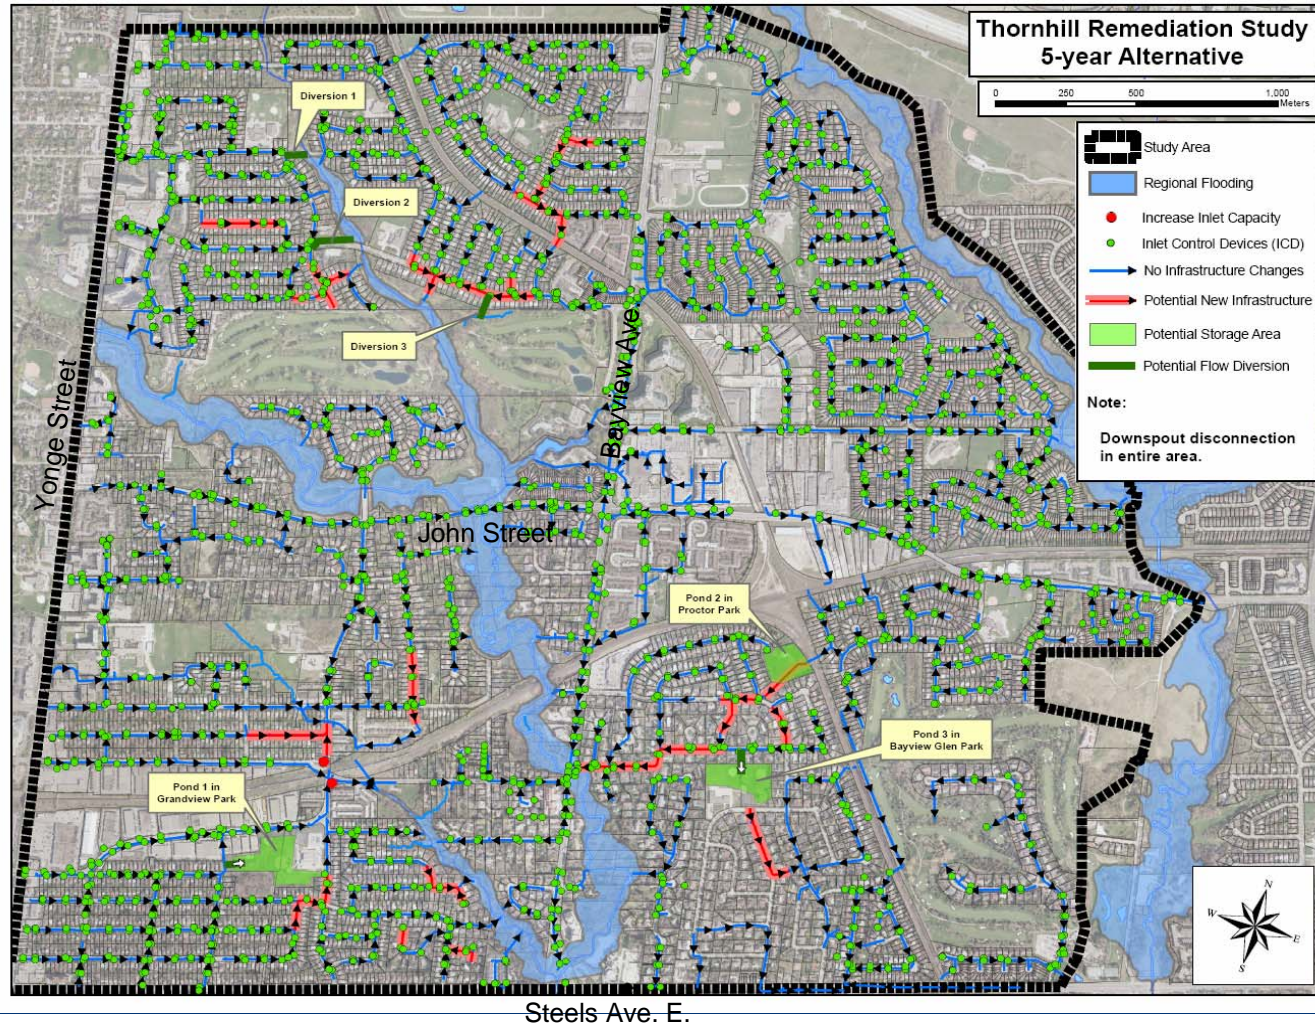 Thornhill Remediation Study
5-year Alternative
0 250 500 1,000
Meters
Study Area
Regional Flooding
Increase Inlet Capacity
Inlet Control Devices (ICD)
No Infrastructure Changes
Potential New Infrastructure
Potential Storage Area
Potential Flow Diversion
Note:
Downspout disconnection
in entire area.
Diversion 1
Diversion 2
Diversion 3
Yonge Street
Bayview Ave
John Street
Pond 2 in
Proctor Park
Pond 3 in
Bayview Glen Park
Pond 1 in
Grandview Park
N
W
E
S
Steels Ave. E.